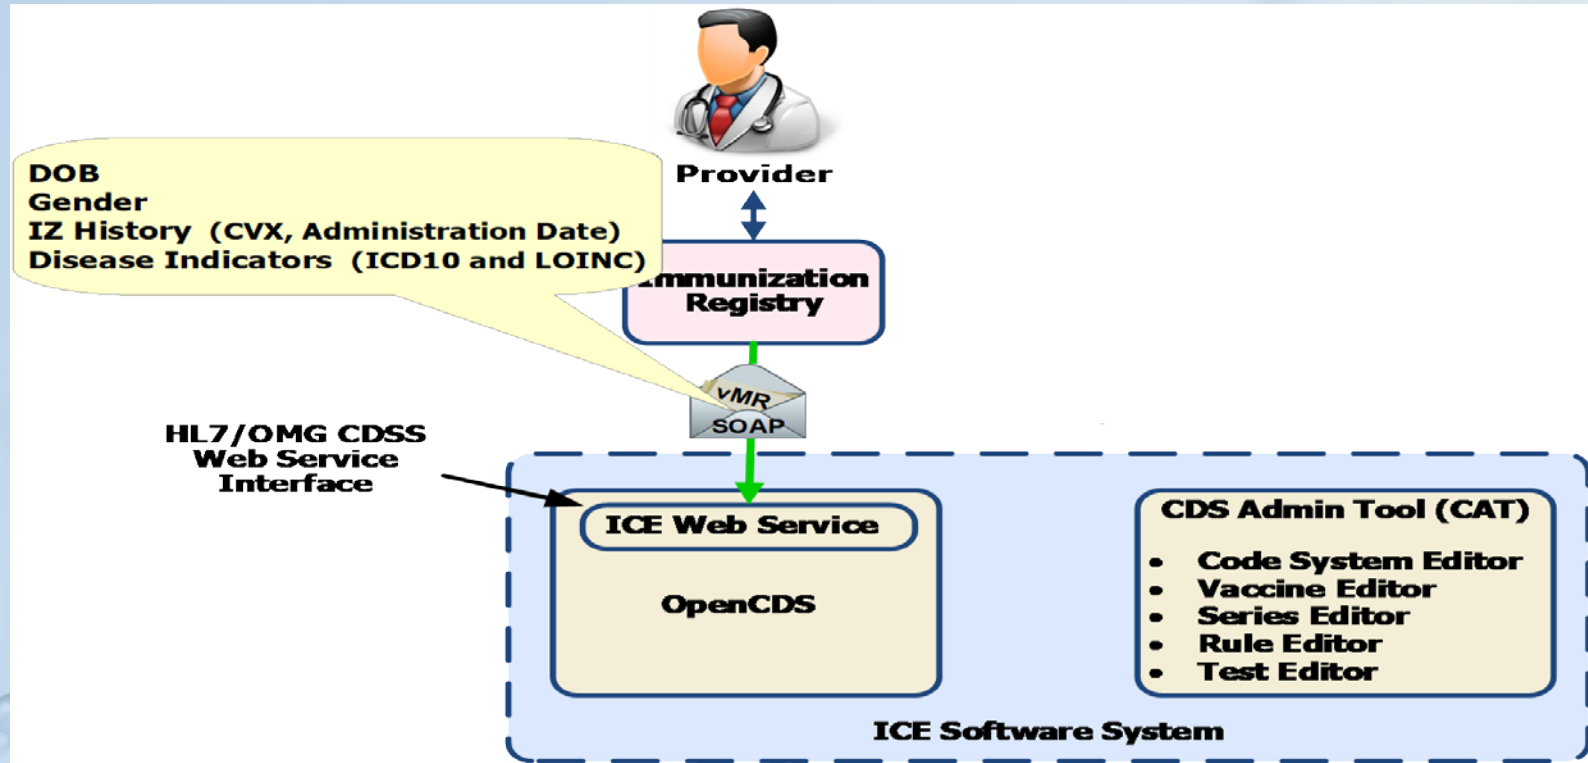 Provider
DOB
Gender
IZ History (CVX, Administration Date)
Disease Indicators (ICD10 and LOINC)
Immunization
Registry
vMR
SOAP
HL7/OMG CDSS
Web Service
Interface
ICE Web Service
OpenCDS
CDS Admin Tool (CAT)
• Code System Editor
• Vaccine Editor
• Series Editor
• Rule Editor
• Test Editor
ICE Software System